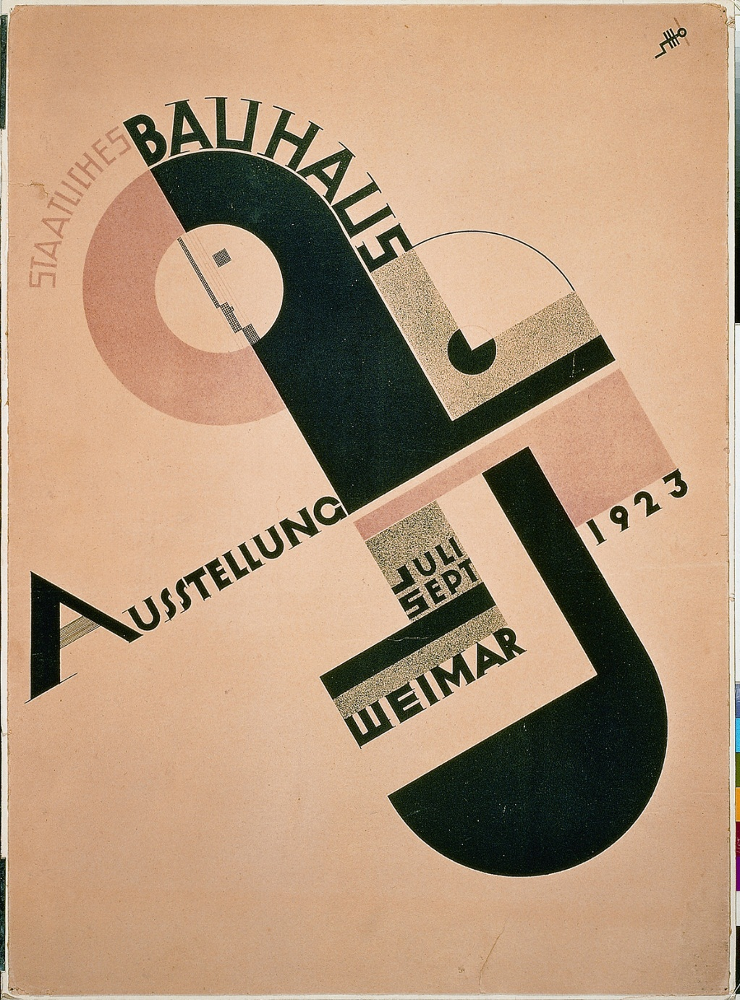 STAATLICHES
BAUHAUS
AUSSTELLUNG
1923
JULI
SEPT
WEIMAR